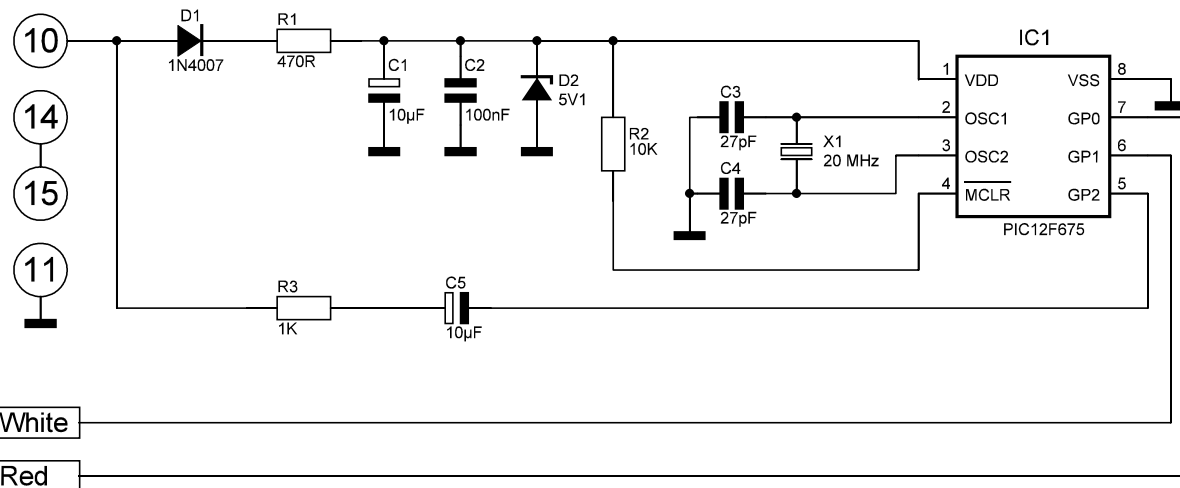 10
D1
1N4007
R1
470R
C1
10µF
C2
100nF
D2
5V1
R2
10K
C3
27pF
C4
27pF
X1
20 MHz
IC1
1 VDD VSS 8
2 OSC1 GP0 7
3 OSC2 GP1 6
4 MCLR GP2 5
PIC12F675
14
15
11
R3
1K
C5
10µF
White
Red